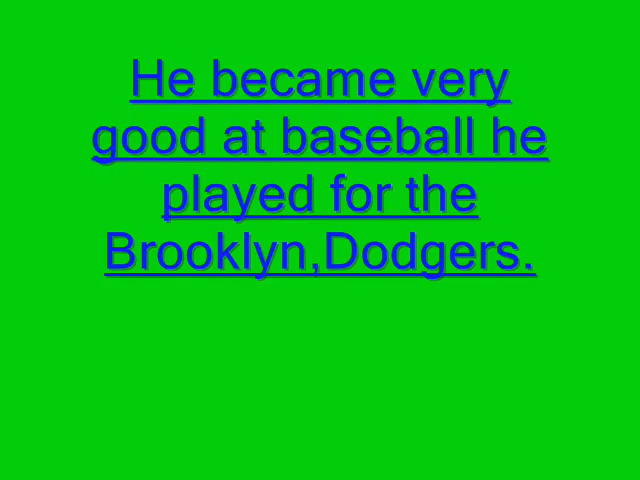 He became very
good at baseball he
played for the
Brooklyn,Dodgers.